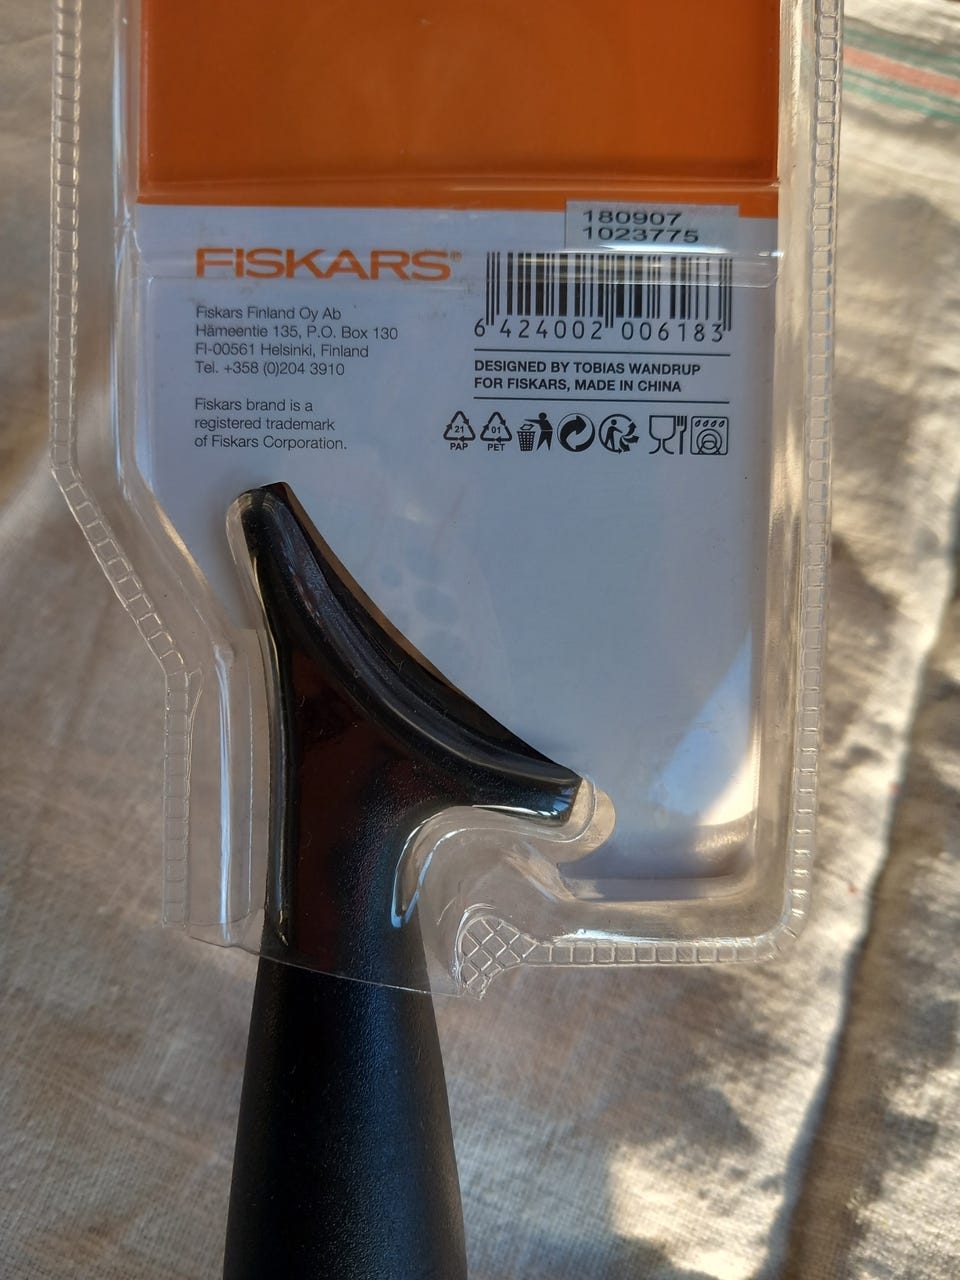 180907
1023775
FISKARS®
Fiskars Finland Oy Ab
Hämeentie 135, P.O. Box 130
FI-00561 Helsinki, Finland
Tel. +358 (0)204 3910
Fiskars brand is a
registered trademark
of Fiskars Corporation.
6 424002 006183
DESIGNED BY TOBIAS WANDRUP
FOR FISKARS, MADE IN CHINA
21
PAP
01
PET